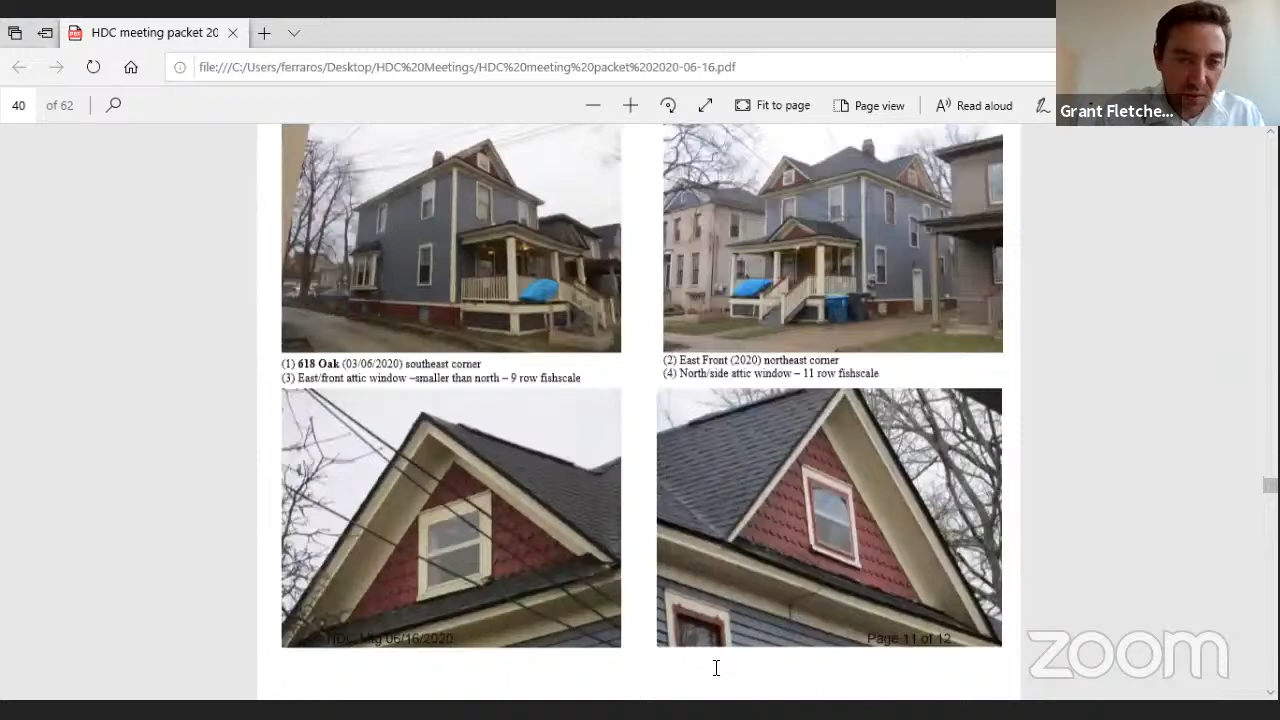 HDC meeting packet 20
file:///C:/Users/ferraros/Desktop/HDC%20Meetings/HDC%20meeting%20packet%202020-06-16.pdf
40 of 62
Fit to page
Page view
Read aloud
Grant Fletche...
(1) 618 Oak (03/06/2020) southeast corner
(3) East/front attic window –smaller than north – 9 row fishscale
(2) East Front (2020) northeast corner
(4) North/side attic window – 11 row fishscale
HDC Mtg 06/16/2020
Page 11 of 12
zoom